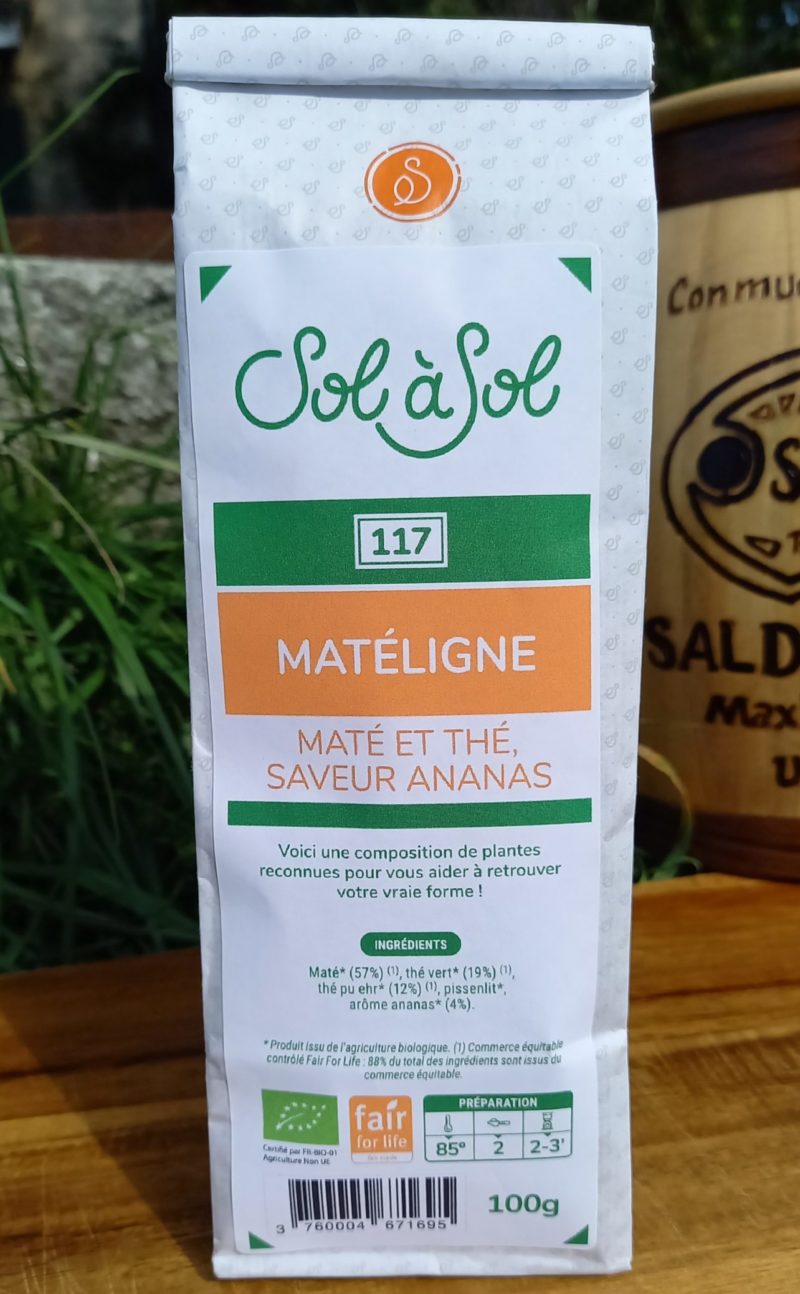 Sol à Sol
117
MATÉLIGNE
MATÉ ET THÉ,
SAVEUR ANANAS
Voici une composition de plantes
reconnues pour vous aider à retrouver
votre vraie forme !
INGRÉDIENTS
Maté* (57%) (1), thé vert* (19%) (1),
thé pu ehr* (12%) (1), pissenlit*,
arôme ananas* (4%).
*Produit issu de l'agriculture biologique. (1) Commerce équitable
contrôlé Fair For Life : 88% du total des ingrédients sont issus du
commerce équitable.
Certifié par FR-BIO-01
Agriculture Non UE
fair
for life
PRÉPARATION
85° 2 2-3'
3 760004 671695
100g
Conmu
SALD
Max